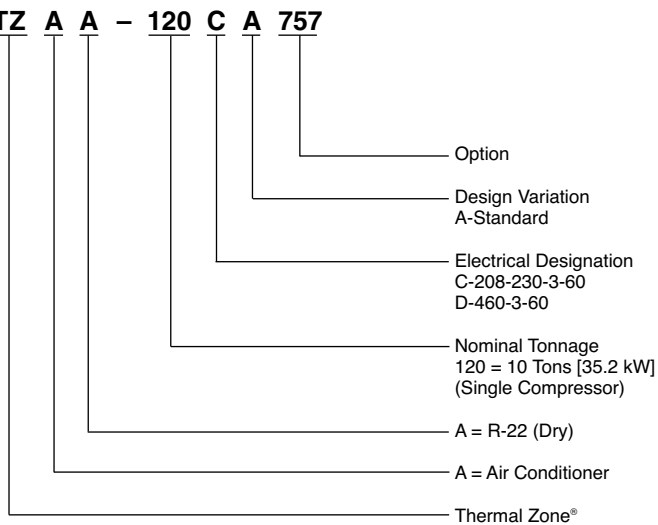 TZ A A – 120 C A 757
Option
Design Variation
A-Standard
Electrical Designation
C-208-230-3-60
D-460-3-60
Nominal Tonnage
120 = 10 Tons [35.2 kW]
(Single Compressor)
A = R-22 (Dry)
A = Air Conditioner
Thermal Zone®